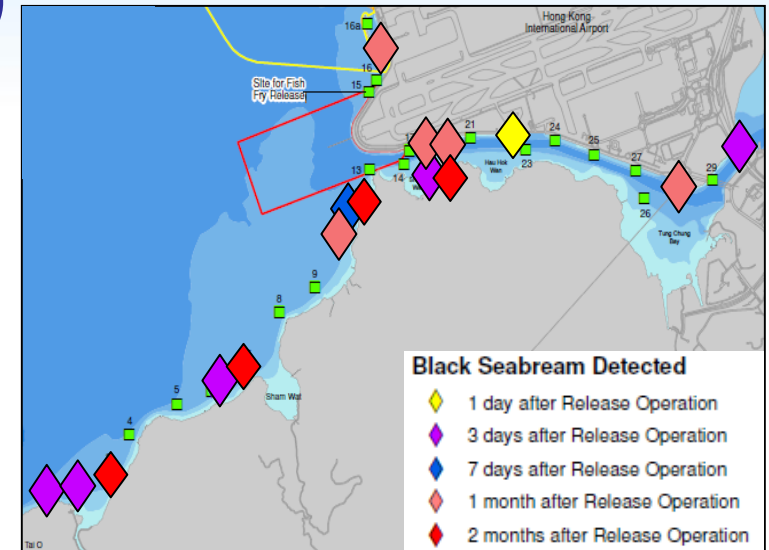 Hong Kong
International Airport
16a
16
Site for Fish
Fry Release
15
21
24
25
23
27
13
14
29
26
Hau Hok
Wan
Tung Chung
Bay
9
8
5
4
Sham Wat
Tai O
Black Seabream Detected
1 day after Release Operation
3 days after Release Operation
7 days after Release Operation
1 month after Release Operation
2 months after Release Operation